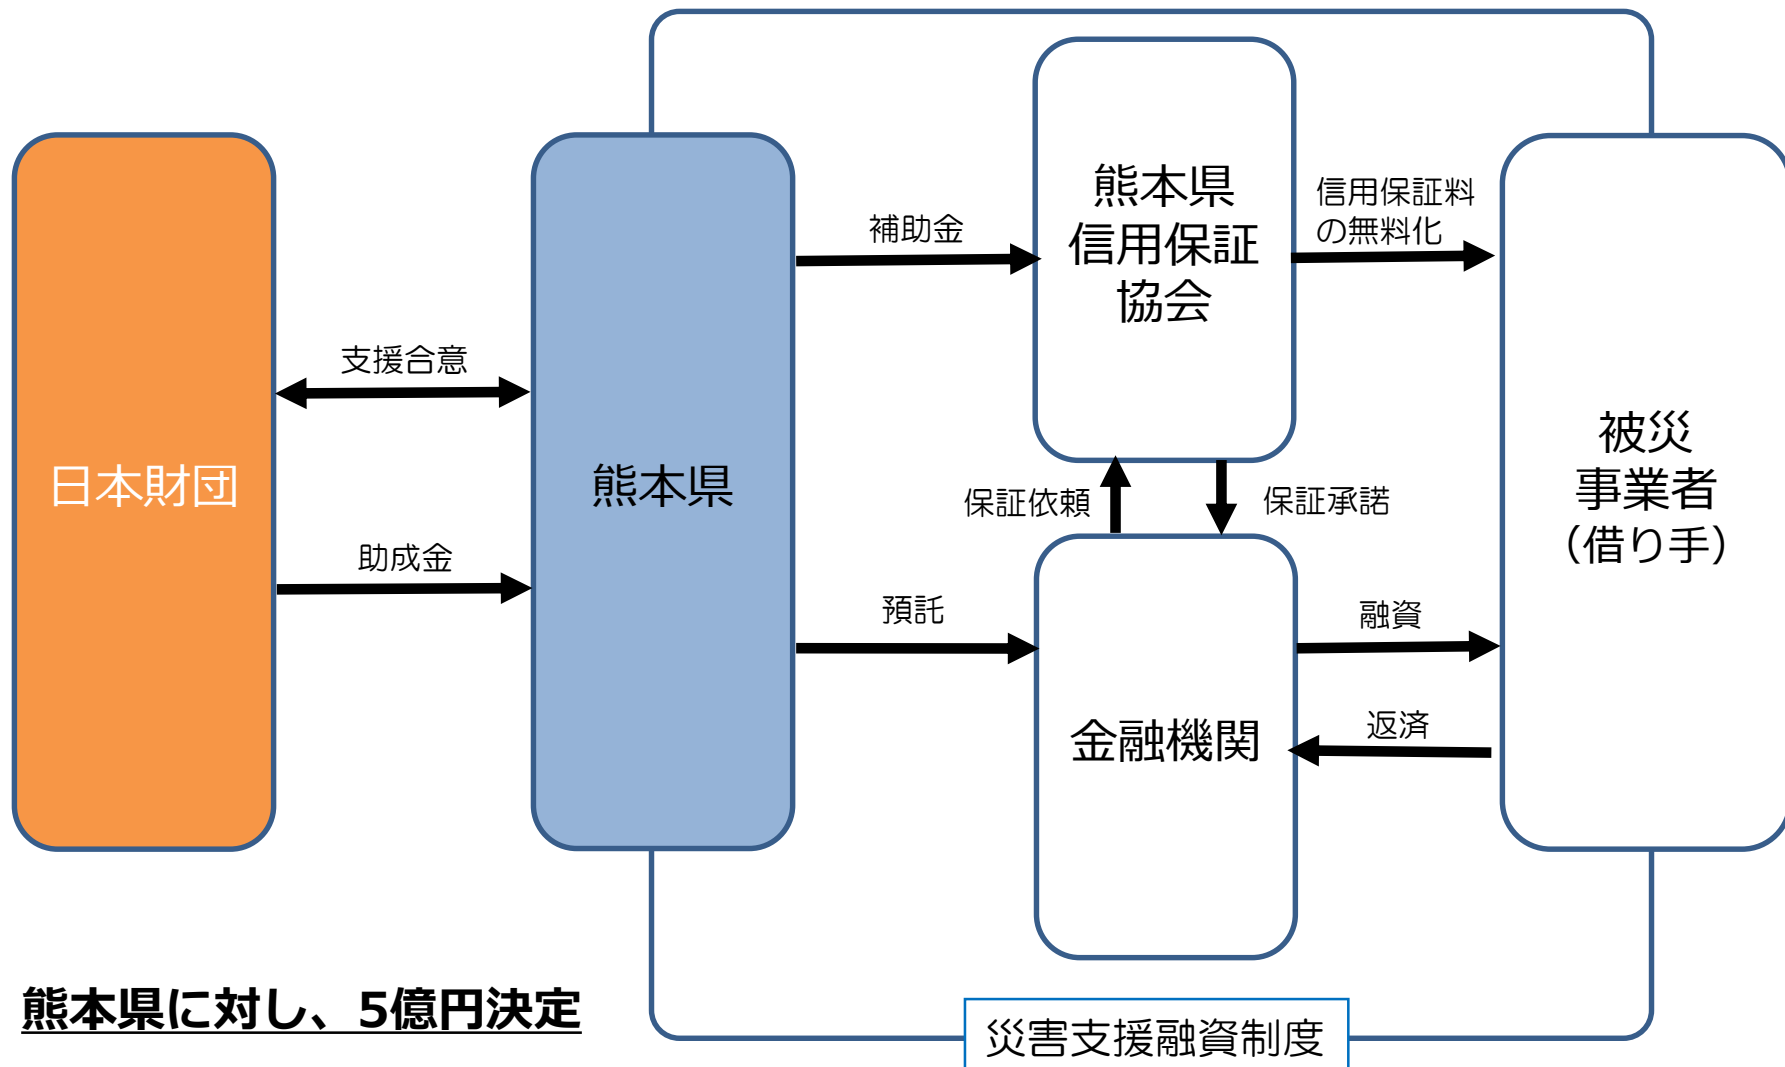 日本財団
支援合意
助成金
熊本県
補助金
預託
熊本県
信用保証
協会
保証依頼
保証承諾
金融機関
信用保証料
の無料化
融資
返済
被災
事業者
（借り手）
熊本県に対し、5億円決定
災害支援融資制度